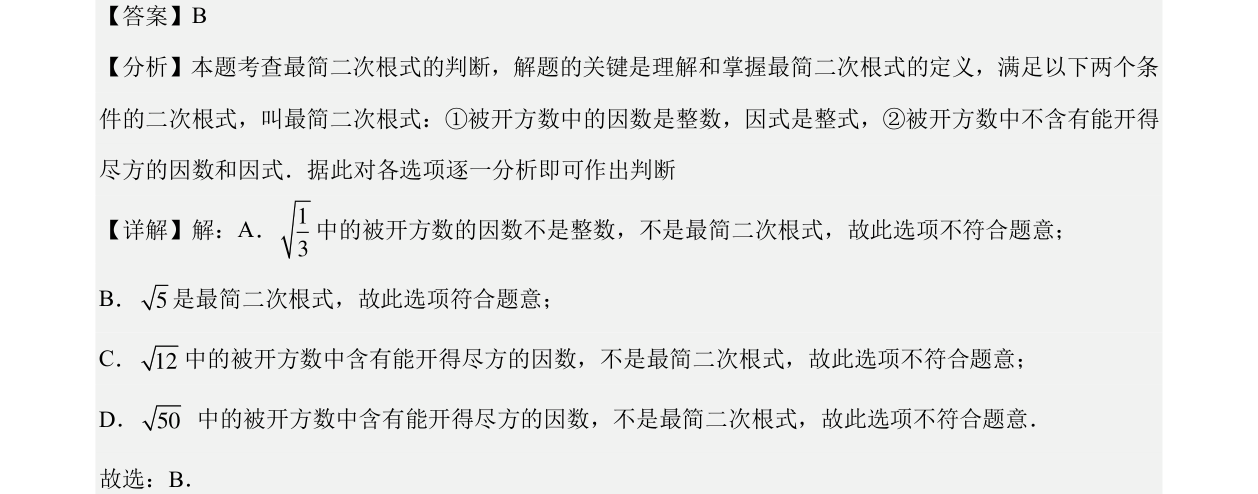 【答案】B
【分析】本题考查最简二次根式的判断，解题的关键是理解和掌握最简二次根式的定义，满足以下两个条
件的二次根式，叫最简二次根式：①被开方数中的因数是整数，因式是整式，②被开方数中不含有能开得
尽方的因数和因式．据此对各选项逐一分析即可作出判断
【详解】解：A．√(1/3) 中的被开方数的因数不是整数，不是最简二次根式，故此选项不符合题意；
B．√5 是最简二次根式，故此选项符合题意；
C．√12 中的被开方数中含有能开得尽方的因数，不是最简二次根式，故此选项不符合题意；
D．√50 中的被开方数中含有能开得尽方的因数，不是最简二次根式，故此选项不符合题意．
故选：B．